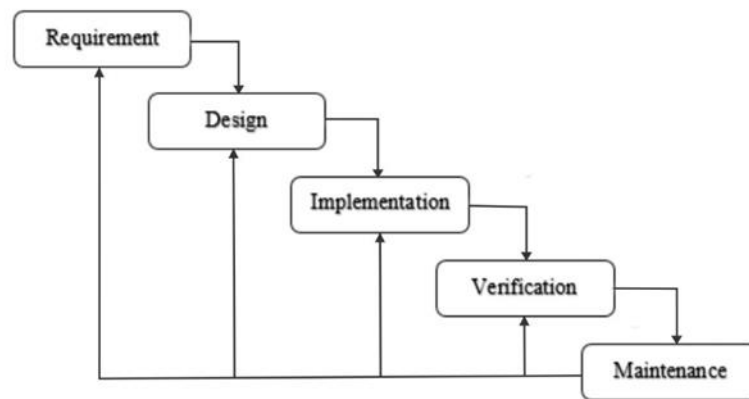 Requirement
Design
Implementation
Verification
Maintenance